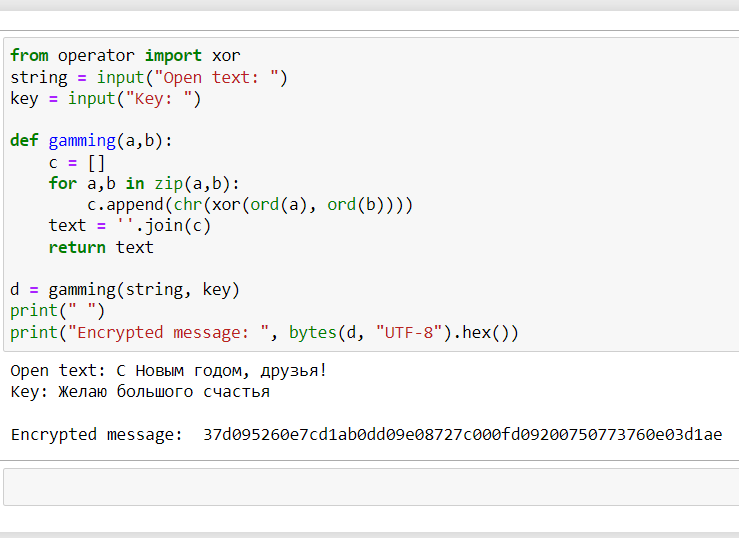 from operator import xor
string = input("Open text: ")
key = input("Key: ")
def gamming(a,b):
    c = []
    for a,b in zip(a,b):
        c.append(chr(xor(ord(a), ord(b))))
    text = ''.join(c)
    return text
d = gamming(string, key)
print(" ")
print("Encrypted message: ", bytes(d, "UTF-8").hex())
Open text: С Новым годом, друзья!
Key: Желаю большого счастья
Encrypted message:  37d095260e7cd1ab0dd09e08727c000fd09200750773760e03d1ae